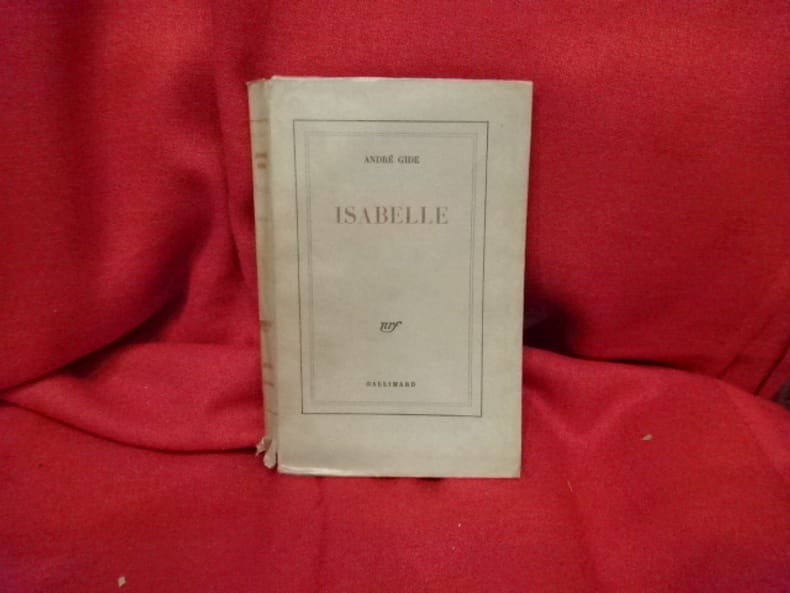 ANDRÉ GIDE
ISABELLE
nrf
GALLIMARD